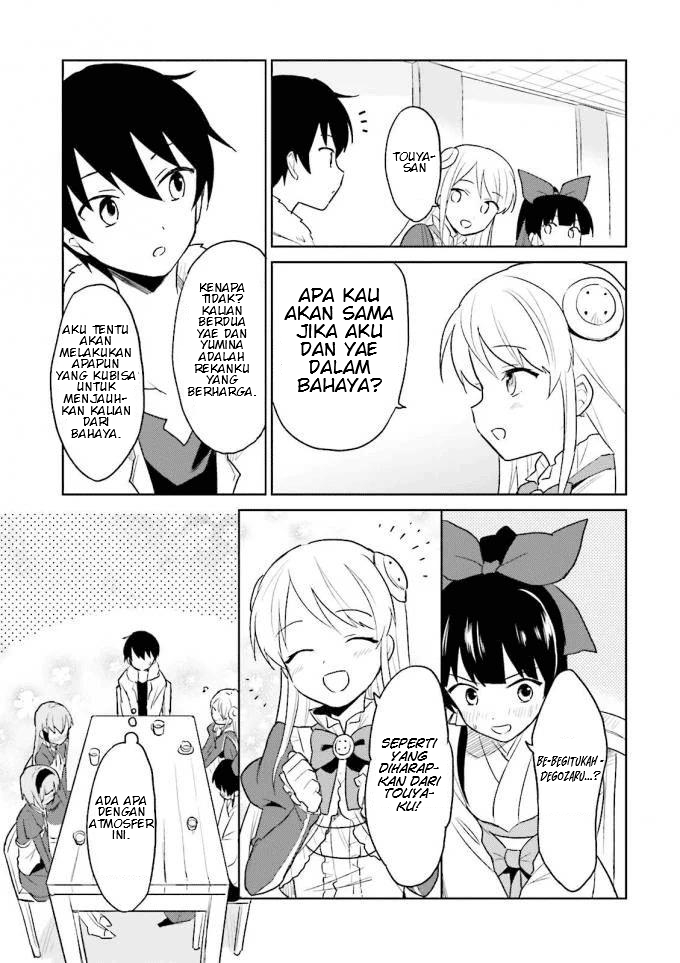 TOUYA-
SAN
APA KAU
AKAN SAMA
JIKA AKU
DAN YAE
DALAM
BAHAYA?
KENAPA
TIDAK?
KALIAN
BERDUA
YAE DAN
YUMINA
ADALAH
REKANKU
YANG
BERHARGA.
AKU TENTU
AKAN
MELAKUKAN
APAPUN
YANG KUBISA
UNTUK
MENJAUH-
KAN KALIAN
DARI
BAHAYA.
BE-BEGITUKAH -
DEGOZARU...?
SEPERTI
YANG
DIHARAP-
KAN DARI
TOUYA-
KU!
ADA APA
DENGAN
ATMOSFER
INI.